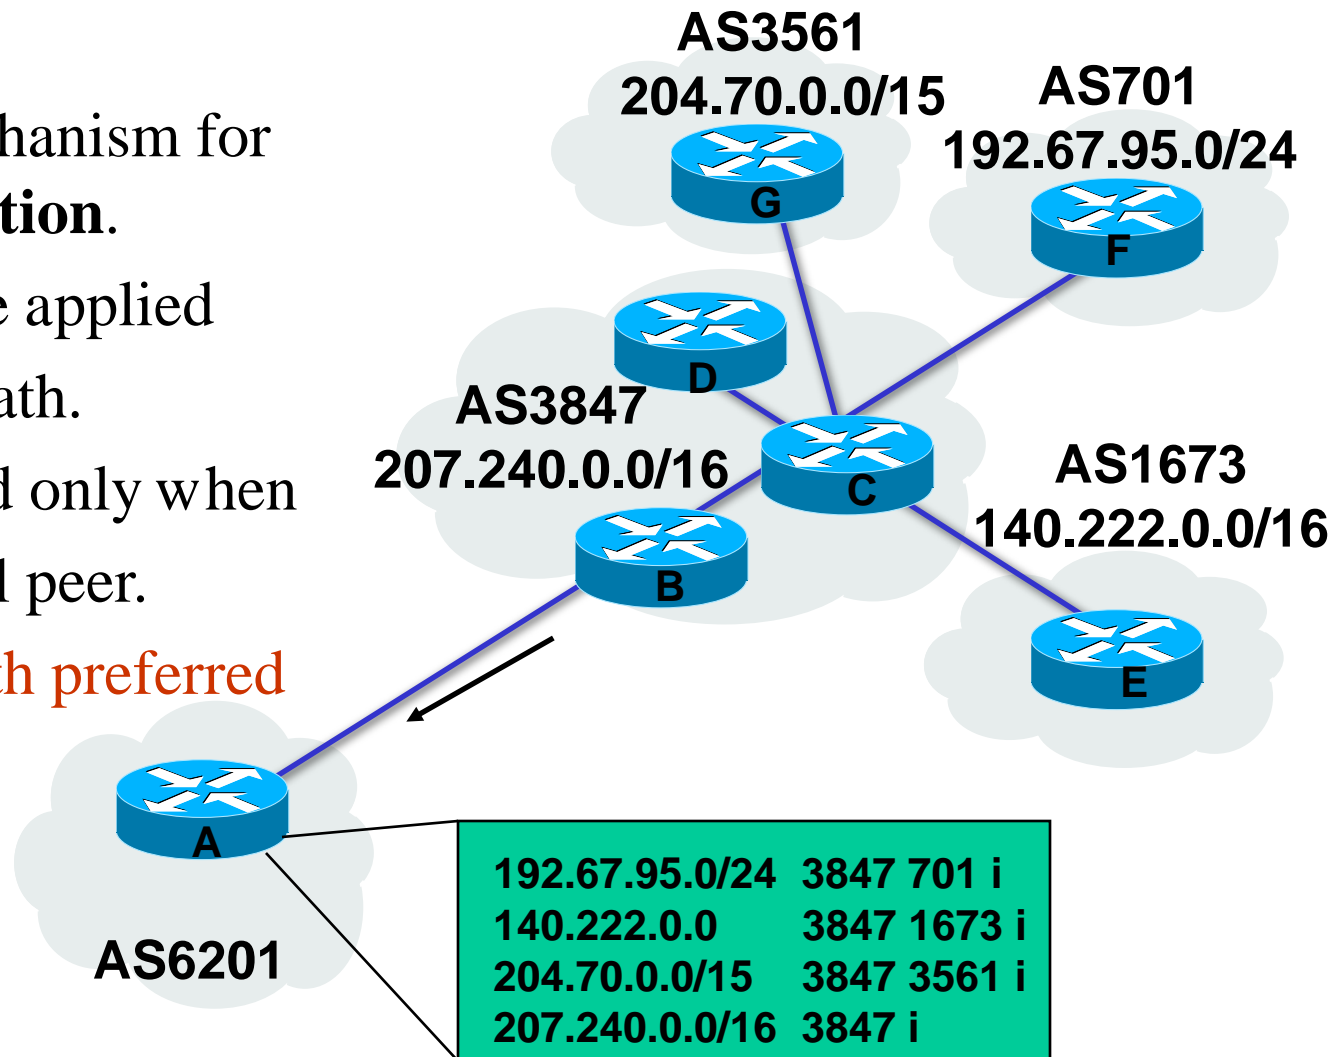 hanism for
tion.
e applied
ath.
d only when
l peer.
th preferred
AS3561
204.70.0.0/15
AS701
192.67.95.0/24
G
F
D
AS3847
207.240.0.0/16
C
B
AS1673
140.222.0.0/16
E
A
AS6201
192.67.95.0/24 3847 701 i
140.222.0.0 3847 1673 i
204.70.0.0/15 3847 3561 i
207.240.0.0/16 3847 i